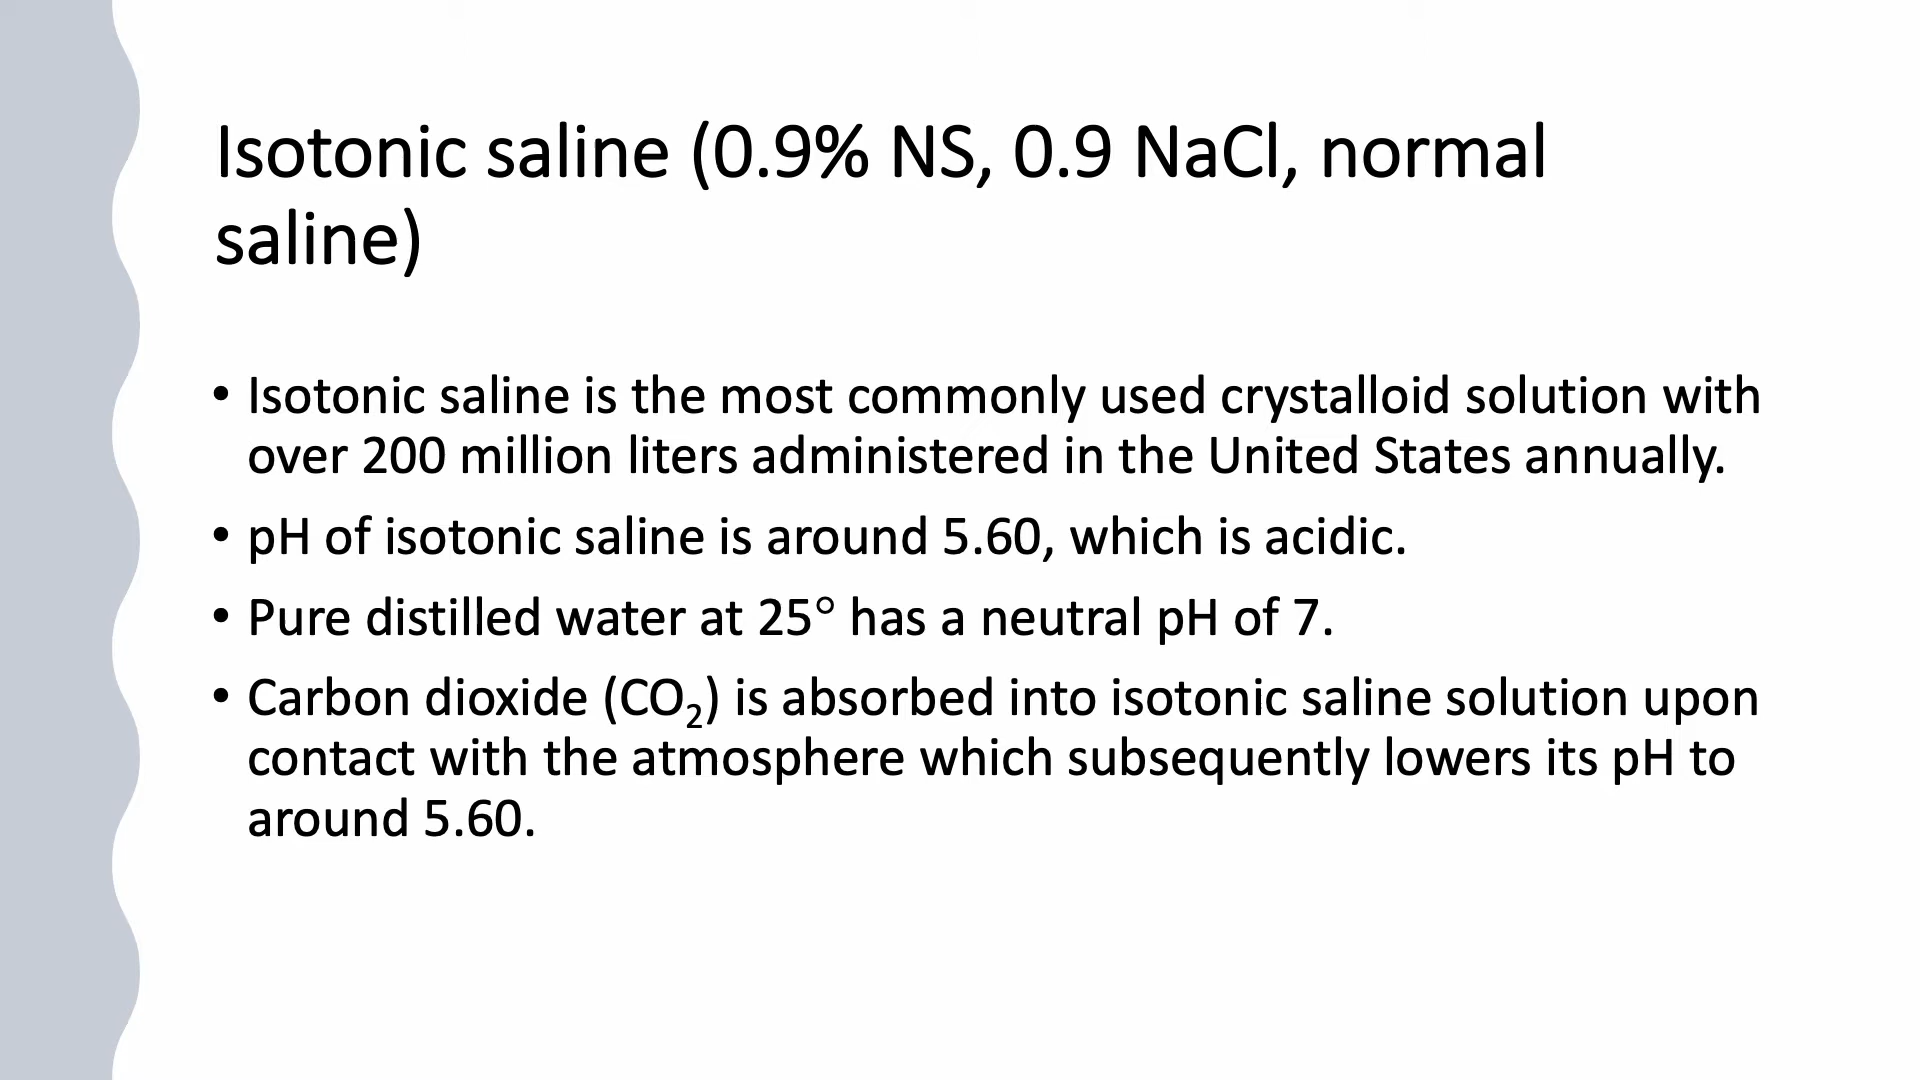 Isotonic saline (0.9% NS, 0.9 NaCl, normal
saline)
• Isotonic saline is the most commonly used crystalloid solution with
over 200 million liters administered in the United States annually.
• pH of isotonic saline is around 5.60, which is acidic.
• Pure distilled water at 25° has a neutral pH of 7.
• Carbon dioxide (CO₂) is absorbed into isotonic saline solution upon
contact with the atmosphere which subsequently lowers its pH to
around 5.60.